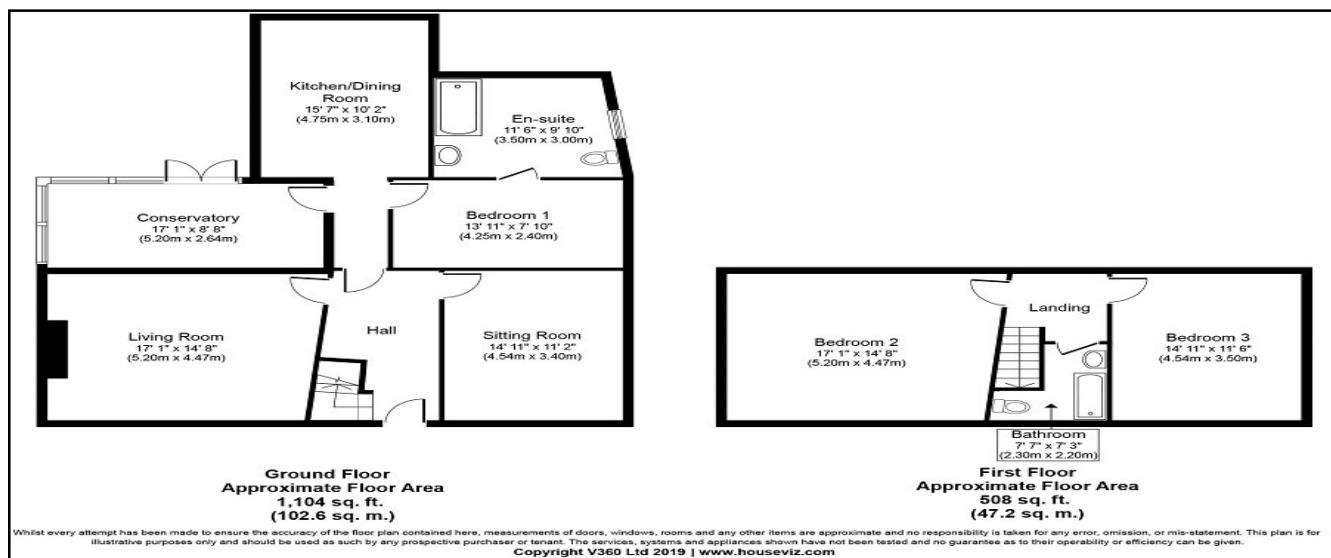 Kitchen/Dining
Room
15' 7" x 10' 2"
(4.75m x 3.10m)
En-suite
11' 6" x 9' 10"
(3.50m x 3.00m)
Conservatory
17' 1" x 8' 8"
(5.20m x 2.64m)
Bedroom 1
13' 11" x 7' 10"
(4.25m x 2.40m)
Living Room
17' 1" x 14' 8"
(5.20m x 4.47m)
Hall
Sitting Room
14' 11" x 11' 2"
(4.54m x 3.40m)
Ground Floor
Approximate Floor Area
1,104 sq. ft.
(102.6 sq. m.)
Bedroom 2
17' 1" x 14' 8"
(5.20m x 4.47m)
Landing
Bedroom 3
14' 11" x 11' 6"
(4.54m x 3.50m)
Bathroom
7' 7" x 7' 3"
(2.30m x 2.20m)
First Floor
Approximate Floor Area
508 sq. ft.
(47.2 sq. m.)
Whilst every attempt has been made to ensure the accuracy of the floor plan contained here, measurements of doors, windows, rooms and any other items are approximate and no responsibility is taken for any error, omission, or mis-statement. This plan is for
illustrative purposes only and should be used as such by any prospective purchaser or tenant. The services, systems and appliances shown have not been tested and no guarantee as to their operability or efficiency can be given.
Copyright V360 Ltd 2019 | www.houseviz.com